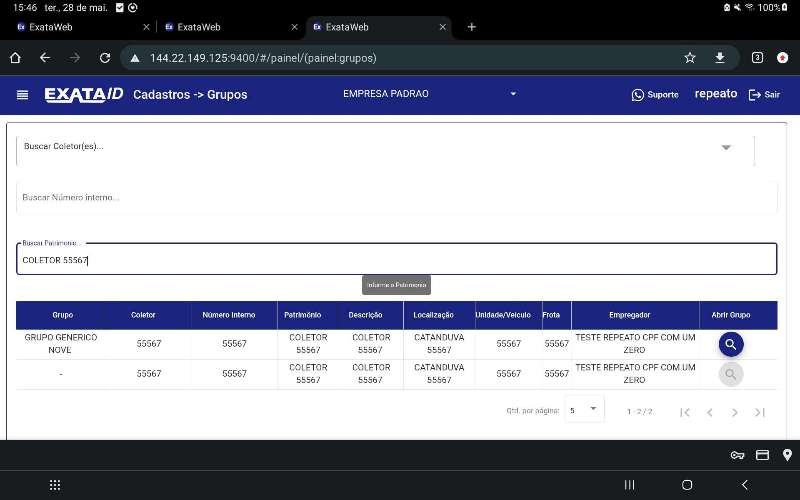 15:46 ter., 28 de mai. 100%
ExataWeb ExataWeb ExataWeb
144.22.149.125:9400/#/painel/(painel:grupos) 3
EXATA ID Cadastros -> Grupos EMPRESA PADRAO Suporte repeato Sair
Buscar Coletor(es)...
Buscar Número interno...
Buscar Patrimonio...
COLETOR 55567
Informe o Patrimonio
Grupo Coletor Número Interno Patrimônio Descrição Localização Unidade/Veiculo Frota Empregador Abrir Grupo
GRUPO GENERICO NOVE 55567 55567 COLETOR 55567 COLETOR 55567 CATANDUVA 55567 55567 55567 TESTE REPEATO CPF COM UM ZERO
- 55567 55567 COLETOR 55567 COLETOR 55567 CATANDUVA 55567 55567 55567 TESTE REPEATO CPF COM UM ZERO
Qtd. por página: 5 1 - 2 / 2